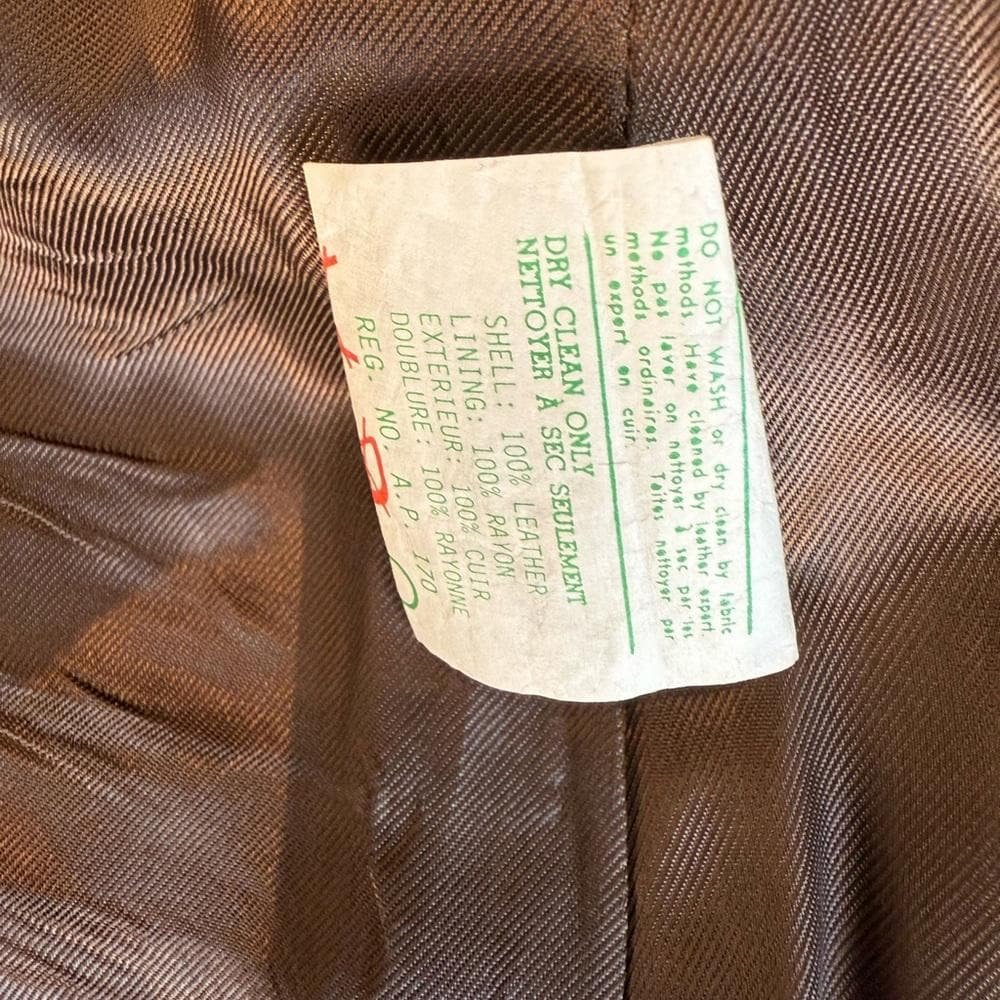 DO NOT WASH or dry clean by fabric
methods. Have cleaned by leather expert.
Ne pas laver on nettoyer à sec par les
methods ordinaires. Taites nettoyer par
un expert en cuir.
DRY CLEAN ONLY
NETTOYER À SEC SEULEMENT
SHELL: 100% LEATHER
LINING: 100% RAYON
EXTERIEUR: 100% CUIR
DOUBLURE: 100% RAYONNE
REG. NO. A.P. 170